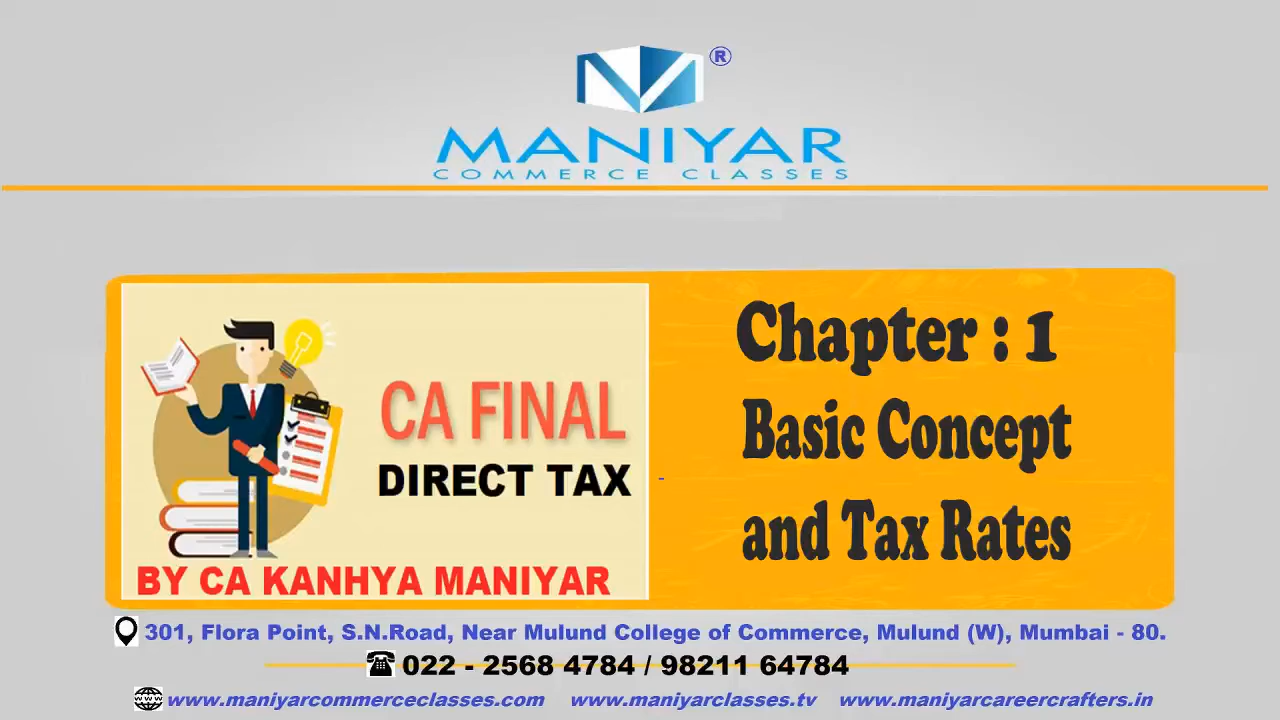 ®
MANIYAR
COMMERCE CLASSES
CA FINAL
DIRECT TAX
BY CA KANHYA MANIYAR
Chapter : 1
Basic Concept
and Tax Rates
301, Flora Point, S.N.Road, Near Mulund College of Commerce, Mulund (W), Mumbai - 80.
022 - 2568 4784 / 98211 64784
www www.maniyarcommerceclasses.com www.maniyarclasses.tv www.maniyarcareercrafters.in